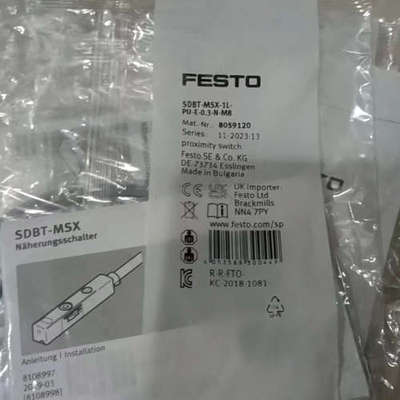 FESTO
SDBT-MSX-1L-
PU-E-0.3-N-M8
Mat. Nr. 8059120
Series: 11-2023:13
proximity switch
Festo SE & Co. KG
DE-73734 Esslingen
Made in Bulgaria
UK Importer:
Festo Ltd
Brackmills
NN4 7PY
www.festo.com/sp
R-R-FTO-
KC-2018-1081
SDBT-MSX
Näherungsschalter
Anleitung | Installation
8108997
[8108998]